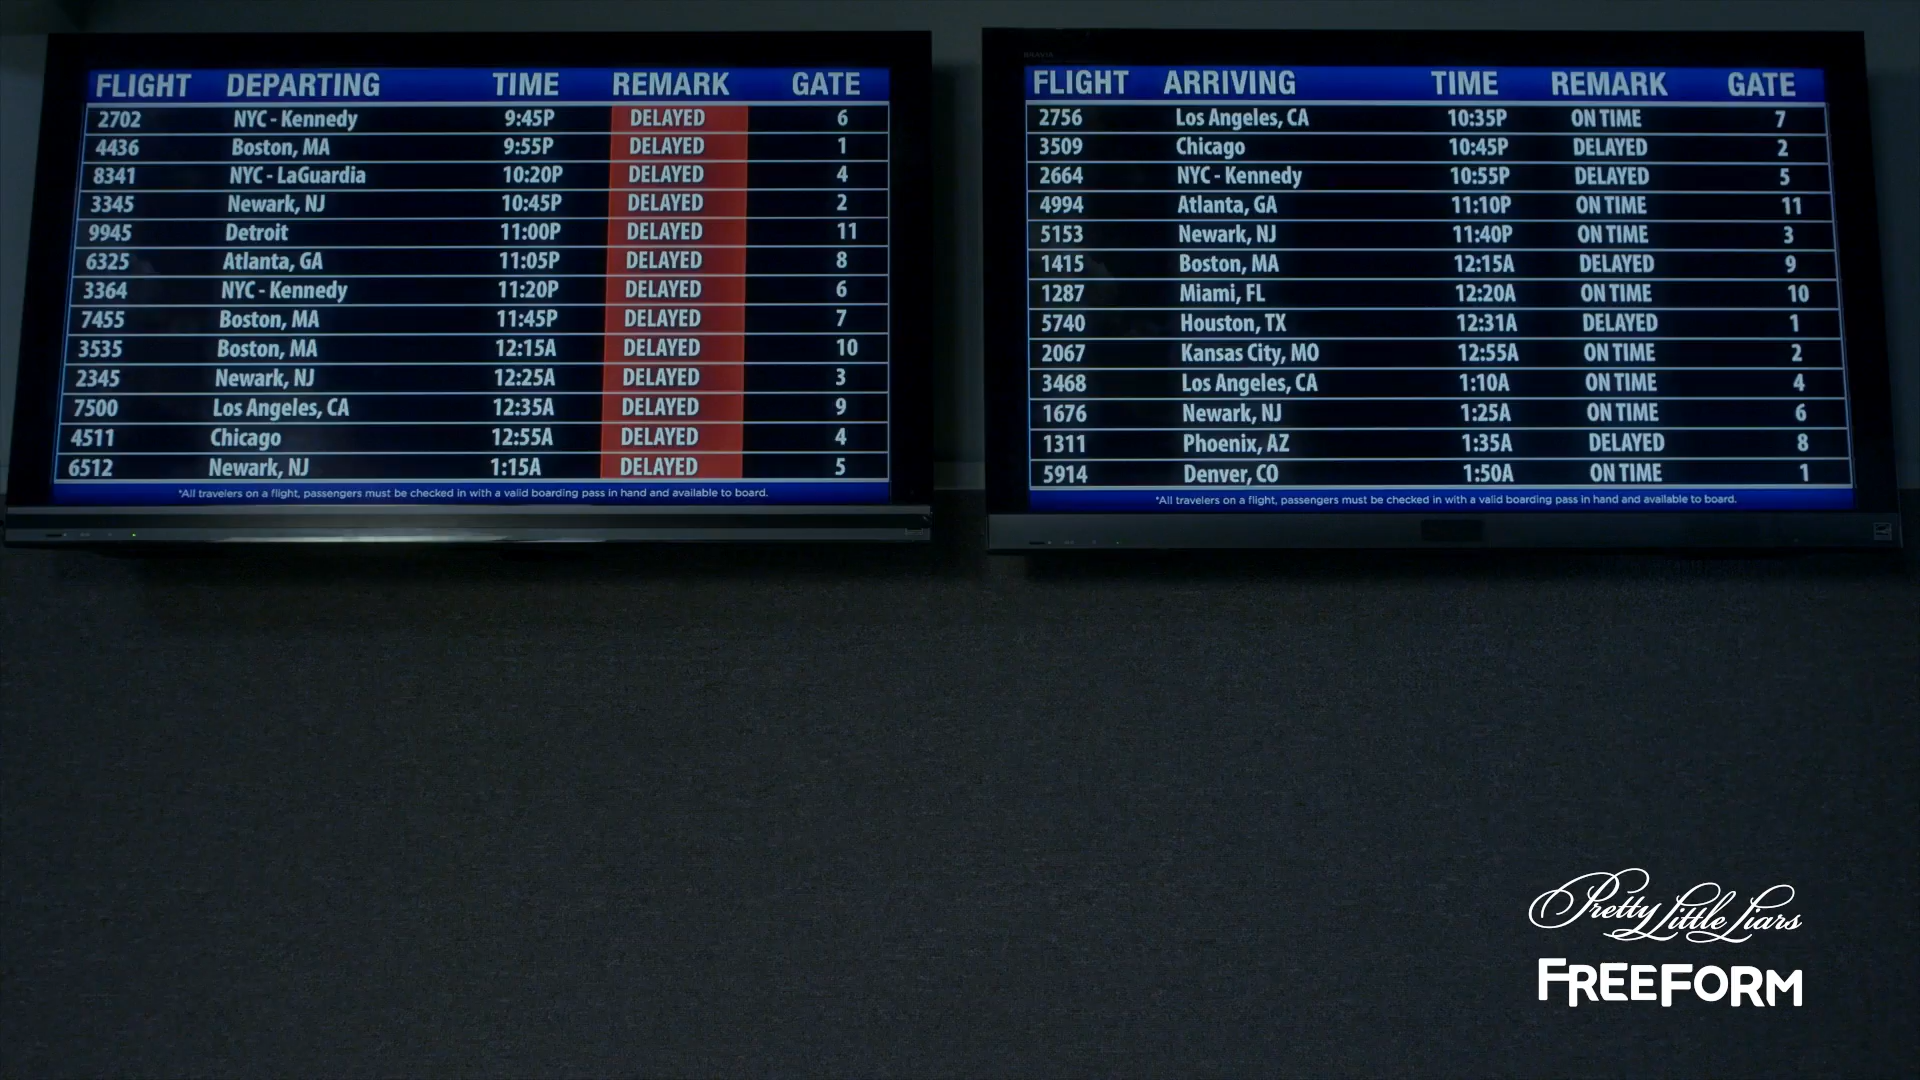 FLIGHT DEPARTING TIME REMARK GATE
2702 NYC - Kennedy 9:45P DELAYED 6
4436 Boston, MA 9:55P DELAYED 1
8341 NYC - LaGuardia 10:20P DELAYED 4
3345 Newark, NJ 10:45P DELAYED 2
9945 Detroit 11:00P DELAYED 11
6325 Atlanta, GA 11:05P DELAYED 8
3364 NYC - Kennedy 11:20P DELAYED 6
7455 Boston, MA 11:45P DELAYED 7
3535 Boston, MA 12:15A DELAYED 10
2345 Newark, NJ 12:25A DELAYED 3
7500 Los Angeles, CA 12:35A DELAYED 9
4511 Chicago 12:55A DELAYED 4
6512 Newark, NJ 1:15A DELAYED 5
*All travelers on a flight, passengers must be checked in with a valid boarding pass in hand and available to board.
BRAVIA
FLIGHT ARRIVING TIME REMARK GATE
2756 Los Angeles, CA 10:35P ON TIME 7
3509 Chicago 10:45P DELAYED 2
2664 NYC - Kennedy 10:55P DELAYED 5
4994 Atlanta, GA 11:10P ON TIME 11
5153 Newark, NJ 11:40P ON TIME 3
1415 Boston, MA 12:15A DELAYED 9
1287 Miami, FL 12:20A ON TIME 10
5740 Houston, TX 12:31A DELAYED 1
2067 Kansas City, MO 12:55A ON TIME 2
3468 Los Angeles, CA 1:10A ON TIME 4
1676 Newark, NJ 1:25A ON TIME 6
1311 Phoenix, AZ 1:35A DELAYED 8
5914 Denver, CO 1:50A ON TIME 1
*All travelers on a flight, passengers must be checked in with a valid boarding pass in hand and available to board.
Pretty Little Liars
FREEFORM